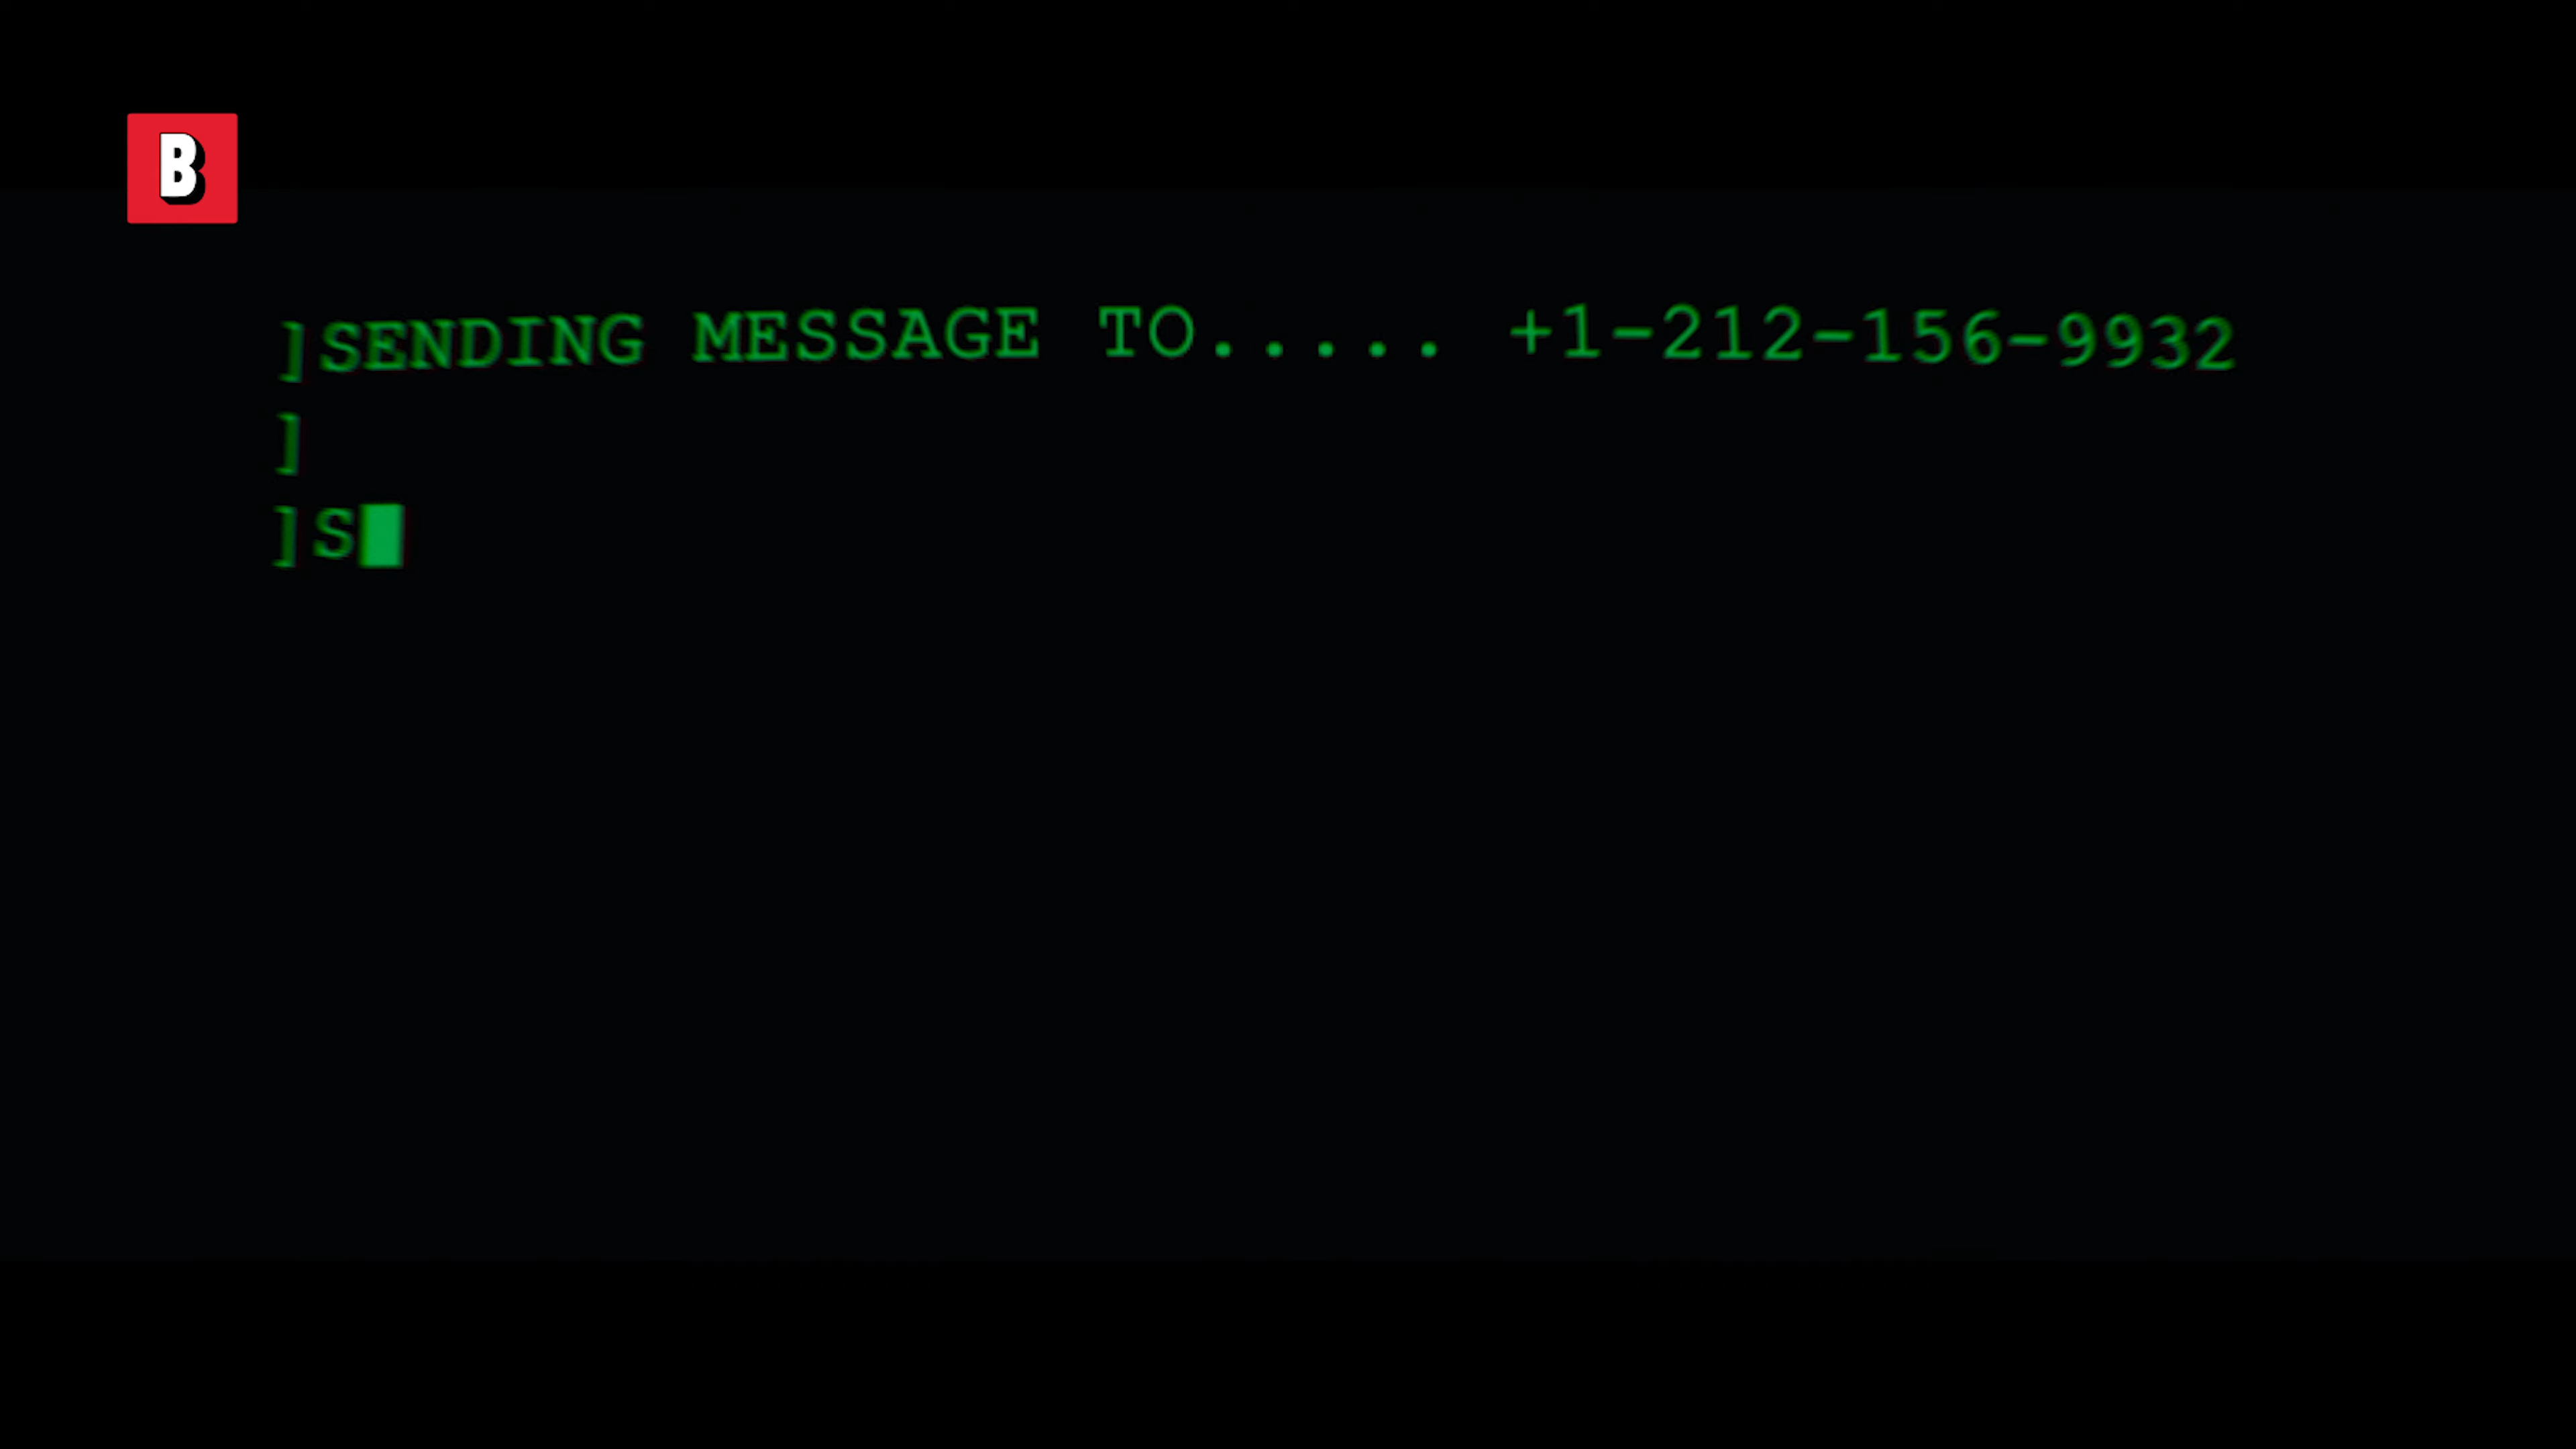 B
]SENDING MESSAGE TO..... +1-212-156-9932
]
]S